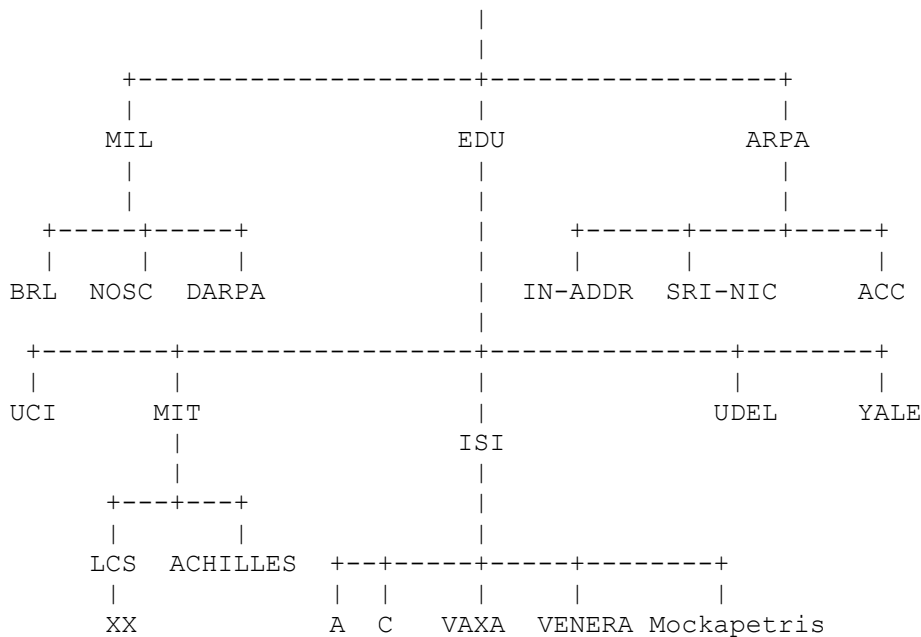 MIL EDU ARPA
BRL NOSC DARPA IN-ADDR SRI-NIC ACC
UCI MIT UDEL YALE
ISI
LCS ACHILLES
XX A C VAXA VENERA Mockapetris